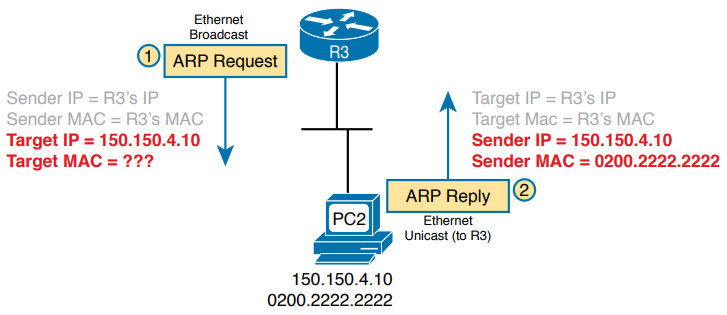 Ethernet
Broadcast
1
ARP Request
R3
Sender IP = R3's IP
Sender MAC = R3's MAC
Target IP = 150.150.4.10
Target MAC = ???
Target IP = R3's IP
Target Mac = R3's MAC
Sender IP = 150.150.4.10
Sender MAC = 0200.2222.2222
ARP Reply
2
Ethernet
Unicast (to R3)
PC2
150.150.4.10
0200.2222.2222